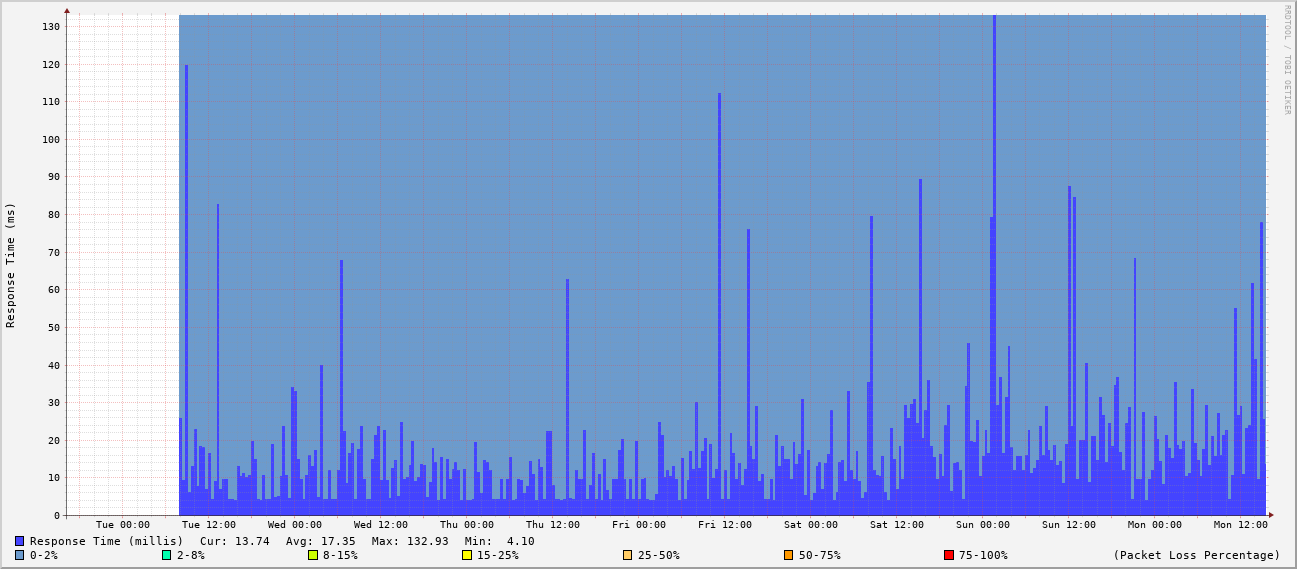 RRDTOOL / TOBI OETIKER
Response Time (ms)
130
120
110
100
90
80
70
60
50
40
30
20
10
0
Tue 00:00 Tue 12:00 Wed 00:00 Wed 12:00 Thu 00:00 Thu 12:00 Fri 00:00 Fri 12:00 Sat 00:00 Sat 12:00 Sun 00:00 Sun 12:00 Mon 00:00 Mon 12:00
Response Time (millis) Cur: 13.74 Avg: 17.35 Max: 132.93 Min: 4.10
0-2% 2-8% 8-15% 15-25% 25-50% 50-75% 75-100% (Packet Loss Percentage)